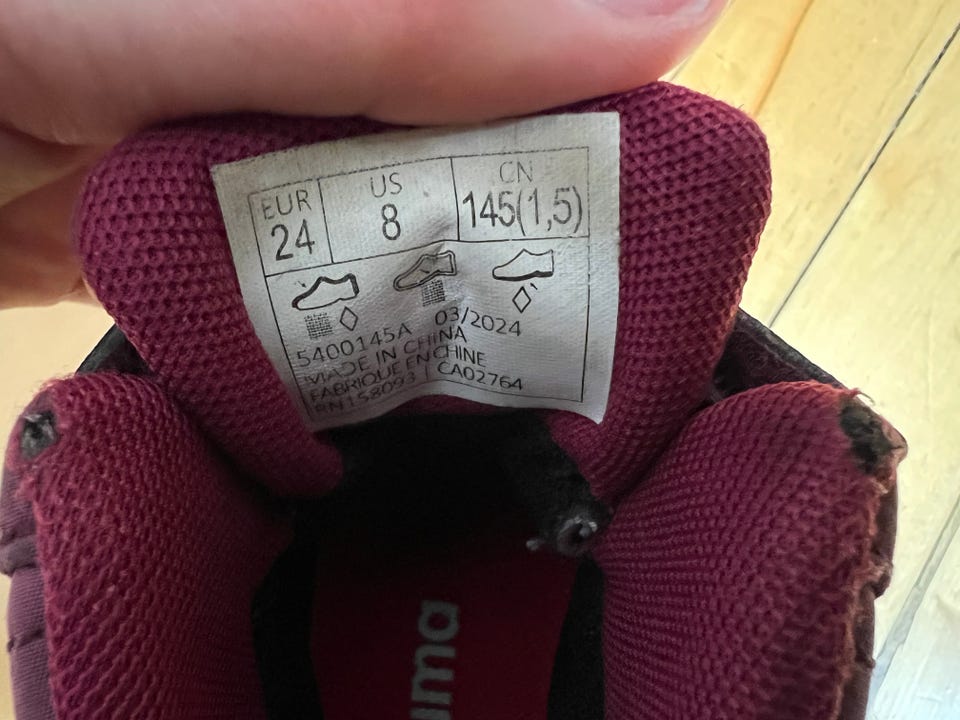 EUR US CN
24 8 145(1,5)
5400145A 03/2024
MADE IN CHINA
FABRIQUE EN CHINE
RN158093 | CA02764
uma